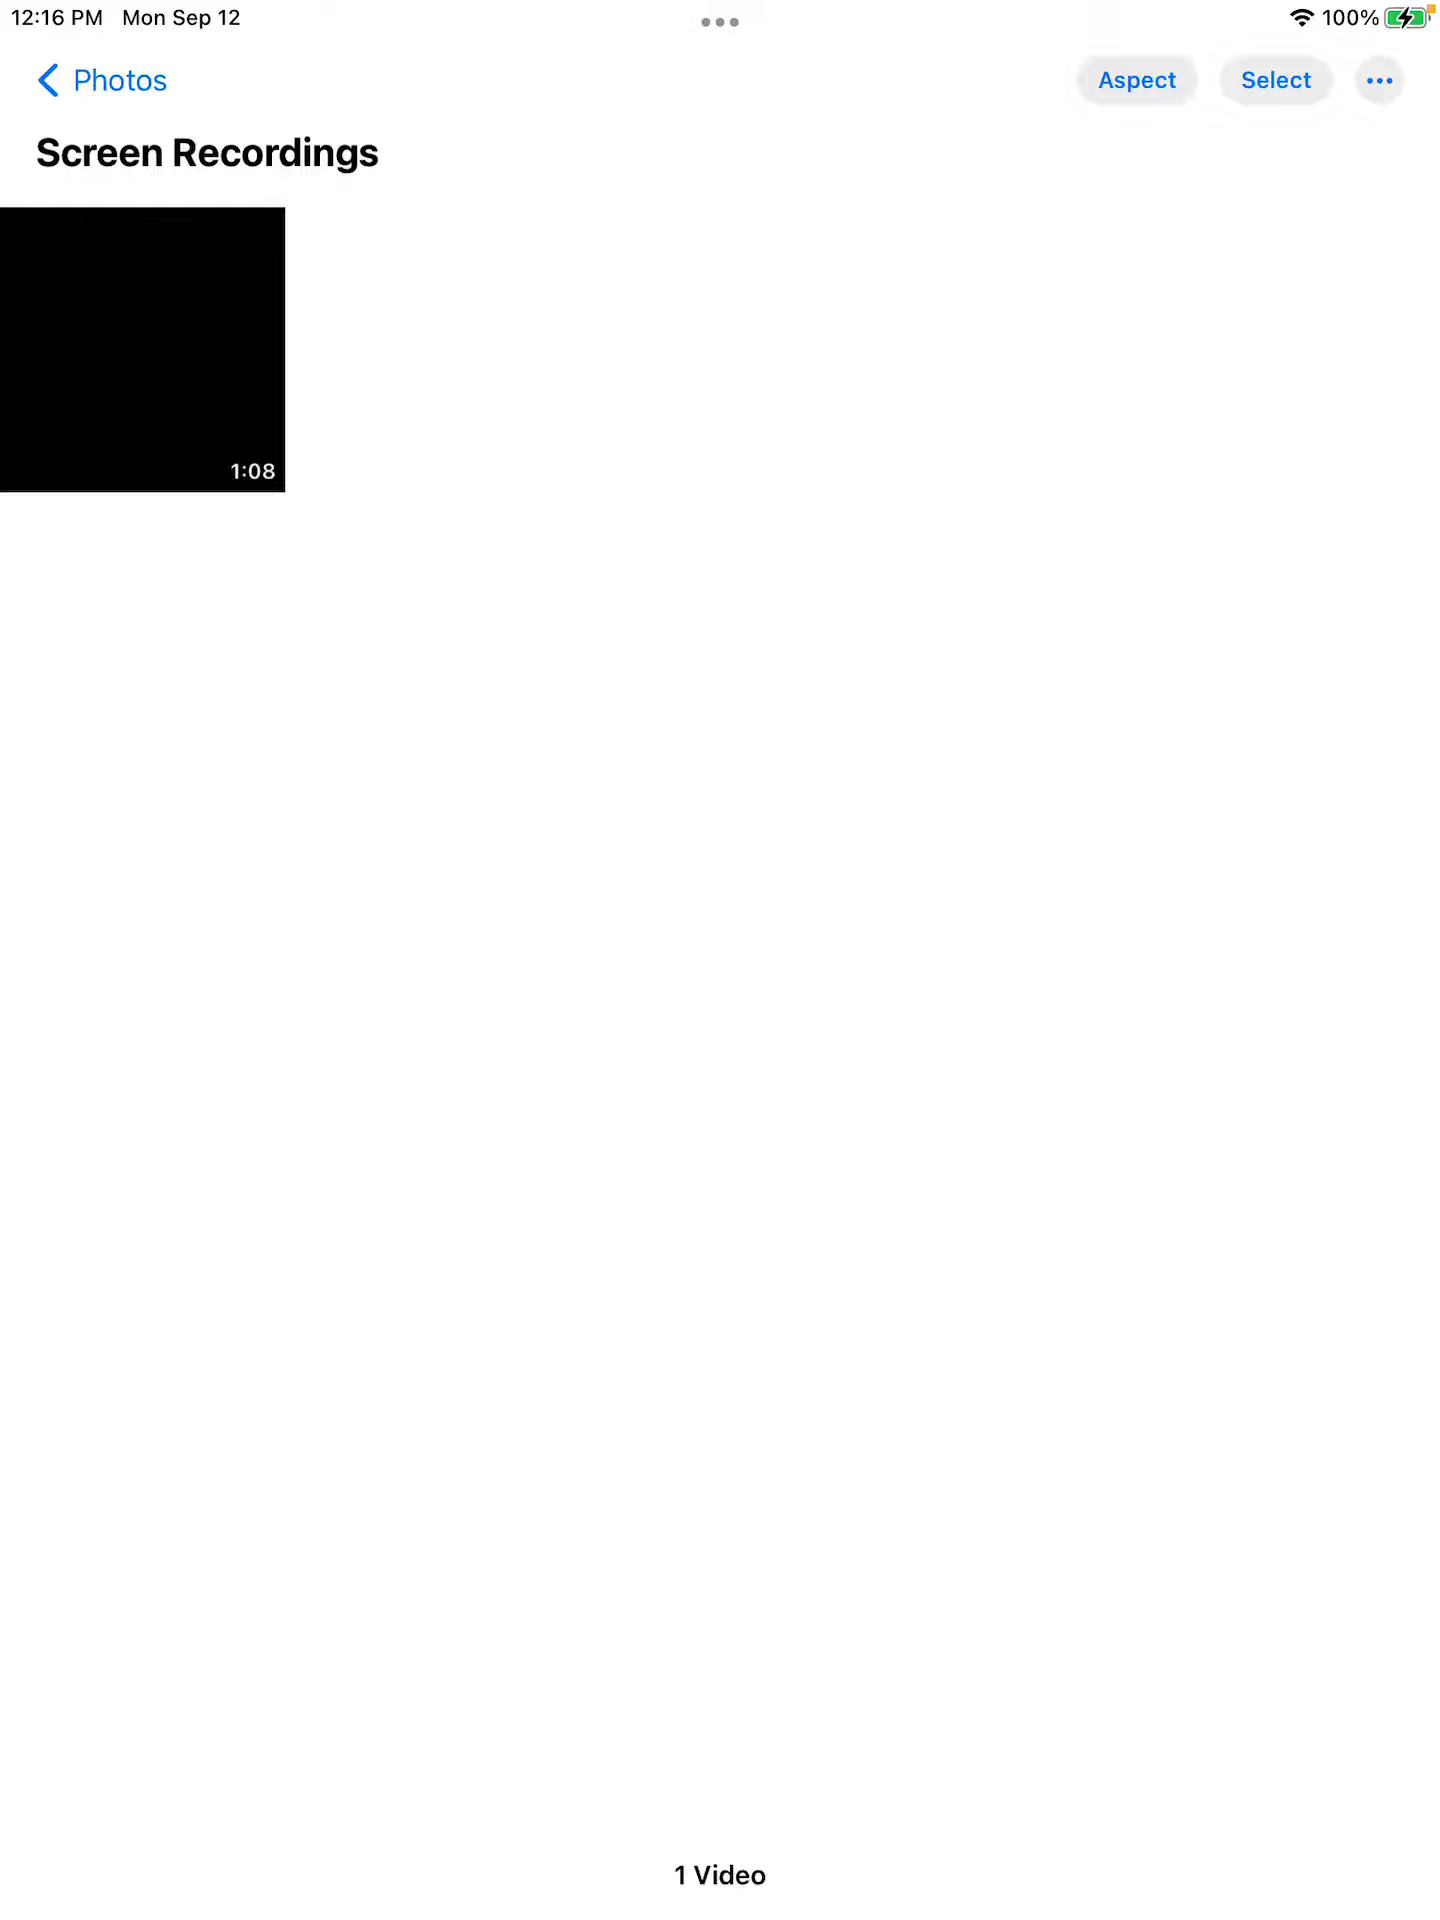 12:16 PM Mon Sep 12
100%
Photos
Aspect
Select
Screen Recordings
1:08
1 Video